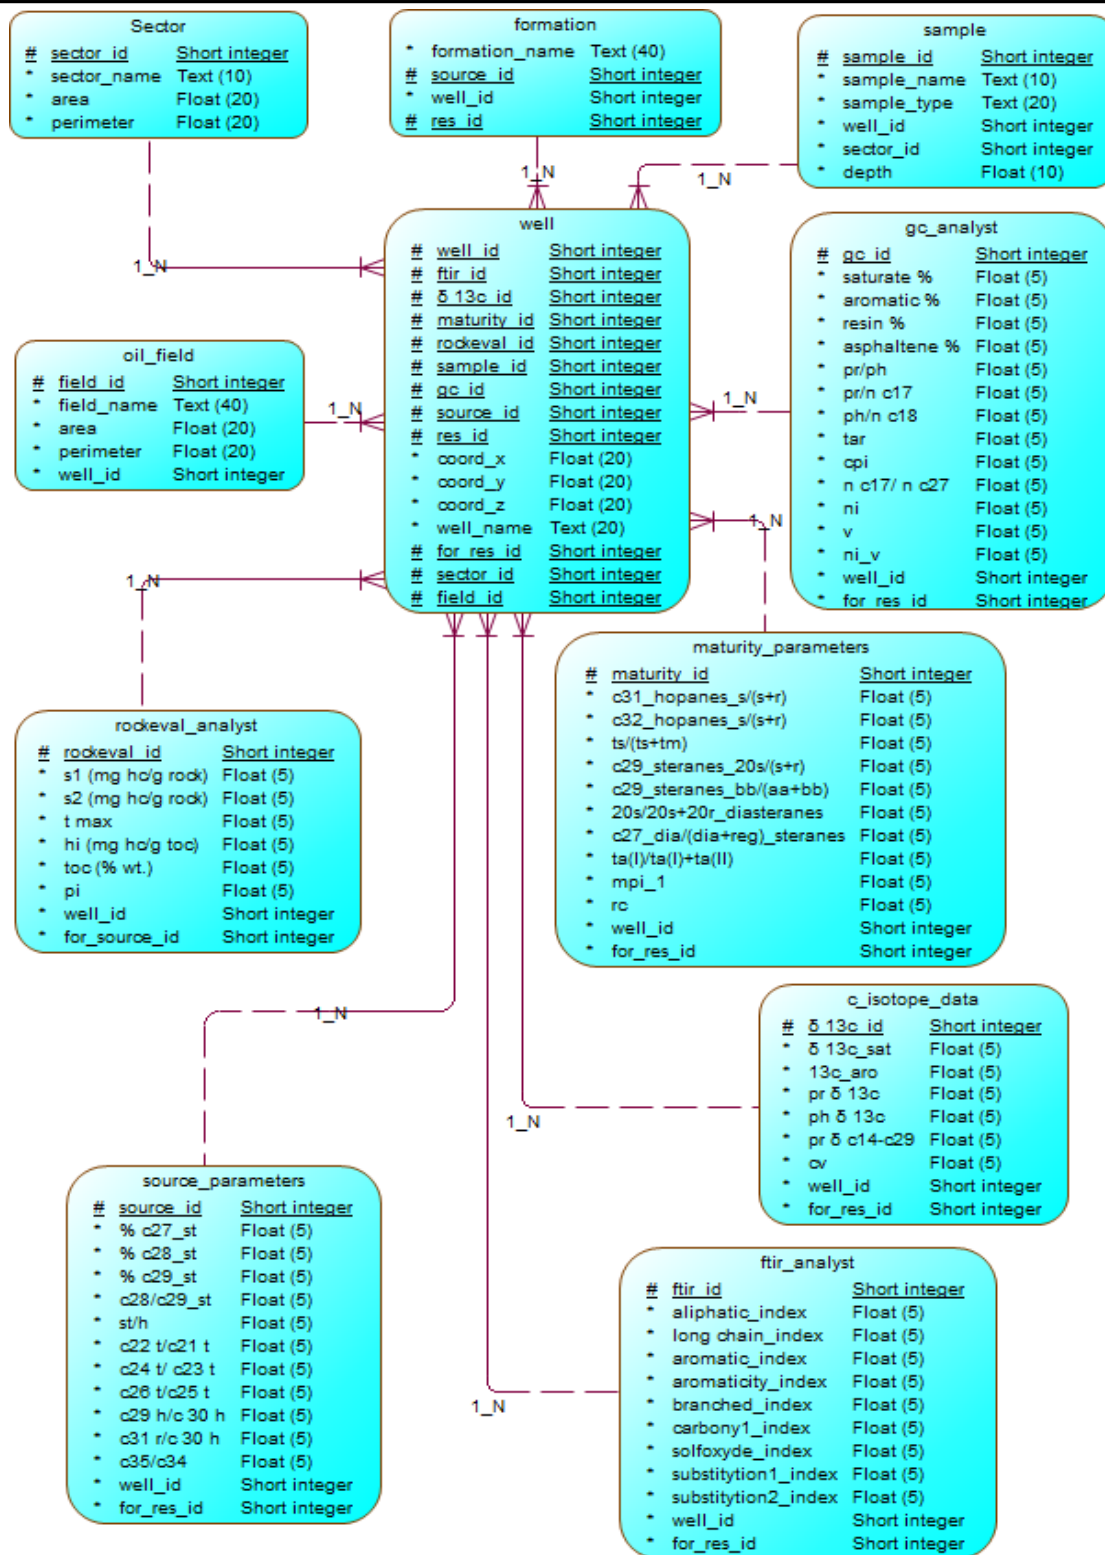 Sector
# sector_id Short integer
* sector_name Text (10)
* area Float (20)
* perimeter Float (20)
formation
* formation_name Text (40)
# source_id Short integer
* well_id Short integer
# res_id Short integer
sample
# sample_id Short integer
* sample_name Text (10)
* sample_type Text (20)
* well_id Short integer
* sector_id Short integer
* depth Float (10)
1_N
1_N
1_N
well
# well_id Short integer
# ftir_id Short integer
# δ 13c_id Short integer
# maturity_id Short integer
# rockeval_id Short integer
# sample_id Short integer
# gc_id Short integer
# source_id Short integer
# res_id Short integer
* coord_x Float (20)
* coord_y Float (20)
* coord_z Float (20)
* well_name Text (20)
# for_res_id Short integer
# sector_id Short integer
# field_id Short integer
gc_analyst
# gc_id Short integer
* saturate % Float (5)
* aromatic % Float (5)
* resin % Float (5)
* asphaltene % Float (5)
* pr/ph Float (5)
* pr/n c17 Float (5)
* ph/n c18 Float (5)
* tar Float (5)
* cpi Float (5)
* n c17/ n c27 Float (5)
* ni Float (5)
* v Float (5)
* ni_v Float (5)
* well_id Short integer
* for_res_id Short integer
oil_field
# field_id Short integer
* field_name Text (40)
* area Float (20)
* perimeter Float (20)
* well_id Short integer
1_N
1_N
1_N
1_N
rockeval_analyst
# rockeval_id Short integer
* s1 (mg hc/g rock) Float (5)
* s2 (mg hc/g rock) Float (5)
* t max Float (5)
* hi (mg hc/g toc) Float (5)
* toc (% wt.) Float (5)
* pi Float (5)
* well_id Short integer
* for_source_id Short integer
maturity_parameters
# maturity_id Short integer
* c31_hopanes_s/(s+r) Float (5)
* c32_hopanes_s/(s+r) Float (5)
* ts/(ts+tm) Float (5)
* c29_steranes_20s/(s+r) Float (5)
* c29_steranes_bb/(aa+bb) Float (5)
* 20s/20s+20r_diasteranes Float (5)
* c27_dia/(dia+reg)_steranes Float (5)
* ta(I)/ta(I)+ta(II) Float (5)
* mpi_1 Float (5)
* rc Float (5)
* well_id Short integer
* for_res_id Short integer
1_N
1_N
1_N
c_isotope_data
# δ 13c_id Short integer
* δ 13c_sat Float (5)
* 13c_aro Float (5)
* pr δ 13c Float (5)
* ph δ 13c Float (5)
* pr δ c14-c29 Float (5)
* cv Float (5)
* well_id Short integer
* for_res_id Short integer
source_parameters
# source_id Short integer
* % c27_st Float (5)
* % c28_st Float (5)
* % c29_st Float (5)
* c28/c29_st Float (5)
* st/h Float (5)
* c22 t/c21 t Float (5)
* c24 t/ c23 t Float (5)
* c26 t/c25 t Float (5)
* c29 h/c 30 h Float (5)
* c31 r/c 30 h Float (5)
* c35/c34 Float (5)
* well_id Short integer
* for_res_id Short integer
ftir_analyst
# ftir_id Short integer
* aliphatic_index Float (5)
* long chain_index Float (5)
* aromatic_index Float (5)
* aromaticity_index Float (5)
* branched_index Float (5)
* carbony1_index Float (5)
* solfoxyde_index Float (5)
* substitytion1_index Float (5)
* substitytion2_index Float (5)
* well_id Short integer
* for_res_id Short integer